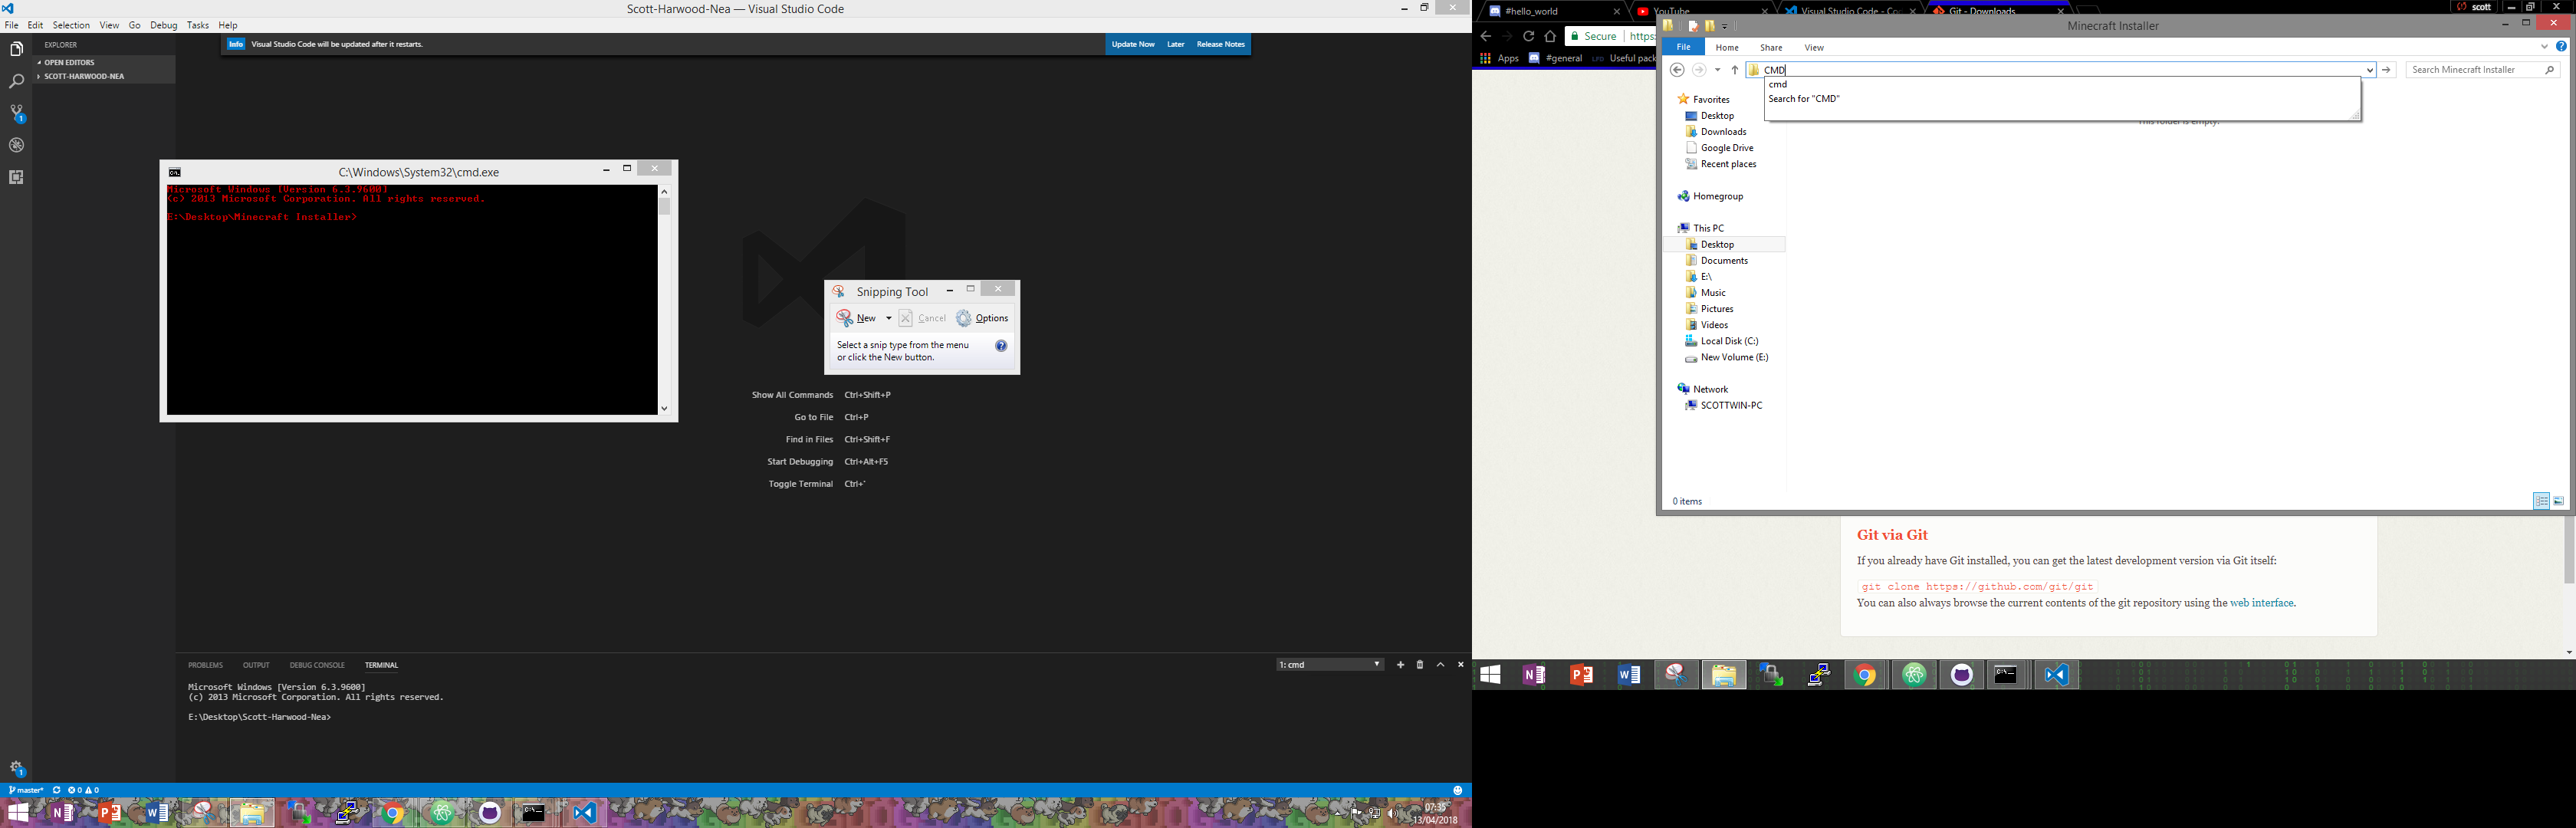 Scott-Harwood-Nea — Visual Studio Code
File Edit Selection View Go Debug Tasks Help
EXPLORER
OPEN EDITORS
SCOTT-HARWOOD-NEA
Info Visual Studio Code will be updated after it restarts. Update Now Later Release Notes
1
C:\Windows\System32\cmd.exe
Microsoft Windows [Version 6.3.9600]
(c) 2013 Microsoft Corporation. All rights reserved.
E:\Desktop\Minecraft Installer>
Snipping Tool
New Cancel Options
Select a snip type from the menu
or click the New button.
Show All Commands Ctrl+Shift+P
Go to File Ctrl+P
Find in Files Ctrl+Shift+F
Start Debugging Ctrl+Alt+F5
Toggle Terminal Ctrl+`
PROBLEMS OUTPUT DEBUG CONSOLE TERMINAL
1: cmd
Microsoft Windows [Version 6.3.9600]
(c) 2013 Microsoft Corporation. All rights reserved.
E:\Desktop\Scott-Harwood-Nea>
1
master* 0 0
07:35
13/04/2018
#hello_world YouTube Visual Studio Code - Co Git - Downloads scott
Secure https:
Apps #general Useful pack
Minecraft Installer
File Home Share View
CMD
Search Minecraft Installer
cmd
Search for "CMD"
This folder is empty.
Favorites
Desktop
Downloads
Google Drive
Recent places
Homegroup
This PC
Desktop
Documents
E:\
Music
Pictures
Videos
Local Disk (C:)
New Volume (E:)
Network
SCOTTWIN-PC
0 items
Git via Git
If you already have Git installed, you can get the latest development version via Git itself:
git clone https://github.com/git/git
You can also always browse the current contents of the git repository using the web interface.